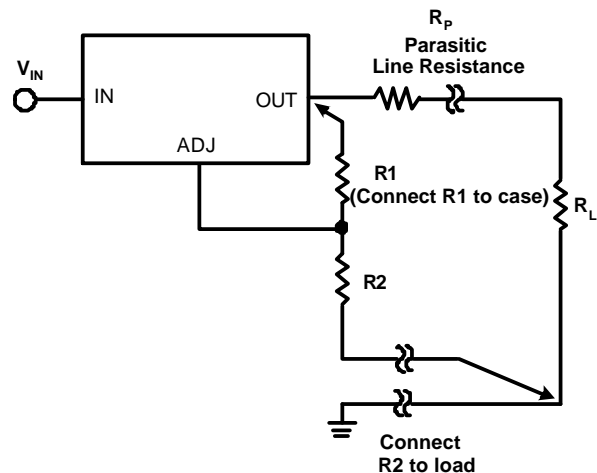 R_P
Parasitic
Line Resistance
V_IN
IN
OUT
ADJ
R1
(Connect R1 to case)
R_L
R2
Connect
R2 to load